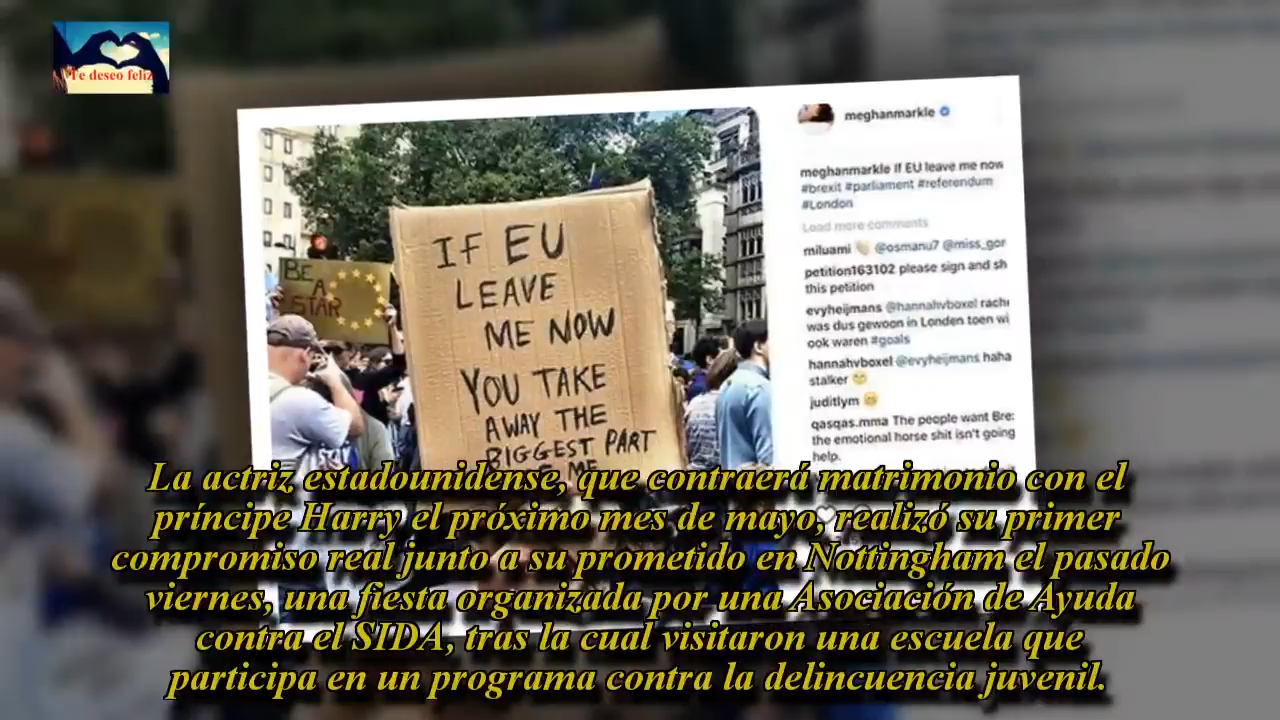 Te deseo feliz
meghanmarkle
meghanmarkle If EU leave me now
#brexit #parliament #referendum
#London
Load more comments
miluami 👏 @osmanu7 @miss_gor
petition163102 please sign and sh
this petition
evyheijmans @hannahvboxel rach
was dus gewoon in Londen toen wi
ook waren #goals
hannahvboxel @evyheijmans haha
stalker 😁
juditlym 😄
qasqas.mma The people want Bre:
the emotional horse shit isn't going
help.
BE
A
STAR
IF EU
LEAVE
ME NOW
YOU TAKE
AWAY THE
BIGGEST PART
OF ME
La actriz estadounidense, que contraerá matrimonio con el
príncipe Harry el próximo mes de mayo, realizó su primer
compromiso real junto a su prometido en Nottingham el pasado
viernes, una fiesta organizada por una Asociación de Ayuda
contra el SIDA, tras la cual visitaron una escuela que
participa en un programa contra la delincuencia juvenil.